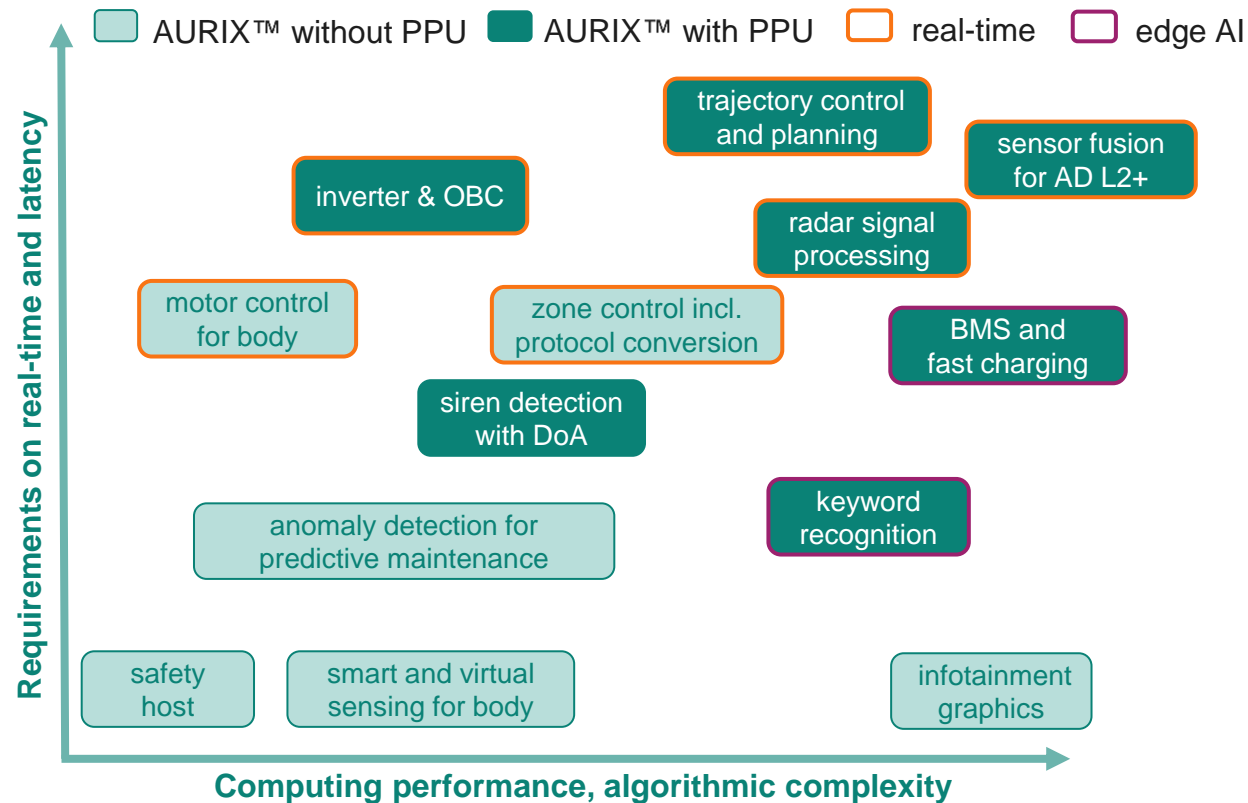 AURIX™ without PPU
AURIX™ with PPU
real-time
edge AI
Requirements on real-time and latency
trajectory control
and planning
sensor fusion
for AD L2+
inverter & OBC
radar signal
processing
motor control
for body
zone control incl.
protocol conversion
BMS and
fast charging
siren detection
with DoA
keyword
recognition
anomaly detection for
predictive maintenance
safety
host
smart and virtual
sensing for body
infotainment
graphics
Computing performance, algorithmic complexity